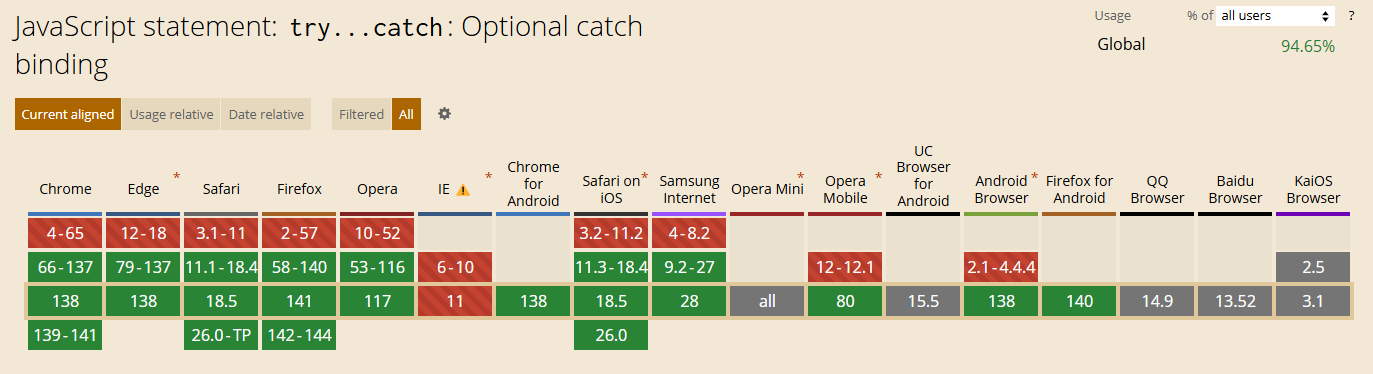 JavaScript statement: try...catch: Optional catch
binding
Usage % of all users ?
Global 94.65%
Current aligned Usage relative Date relative Filtered All
Chrome Edge * Safari Firefox Opera IE * Chrome for Android Safari on iOS * Samsung Internet Opera Mini * Opera Mobile * UC Browser for Android Android Browser * Firefox for Android QQ Browser Baidu Browser KaiOS Browser
4-65 12-18 3.1-11 2-57 10-52 3.2-11.2 4-8.2
66-137 79-137 11.1-18.4 58-140 53-116 6-10 11.3-18.4 9.2-27 12-12.1 2.1-4.4.4 2.5
138 138 18.5 141 117 11 138 18.5 28 all 80 15.5 138 140 14.9 13.52 3.1
139-141 26.0-TP 142-144 26.0